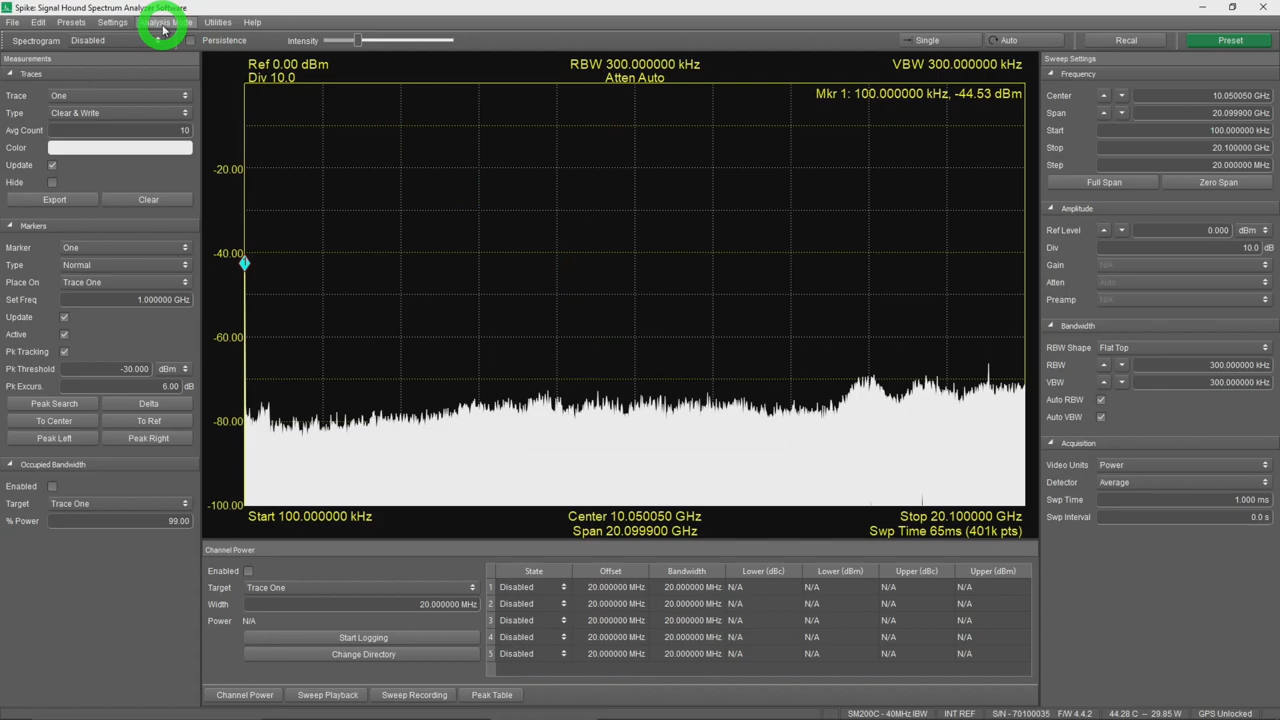 Spike: Signal Hound Spectrum Analyzer Software
File Edit Presets Settings Analysis Mode Utilities Help
Spectrogram Disabled Persistence Intensity Single Auto Recal Preset
Measurements
Traces
Trace One
Type Clear & Write
Avg Count 10
Color
Update
Hide
Export Clear
Markers
Marker One
Type Normal
Place On Trace One
Set Freq 1.000000 GHz
Update
Active
Pk Tracking
Pk Threshold -30.000 dBm
Pk Excurs. 6.00 dB
Peak Search Delta
To Center To Ref
Peak Left Peak Right
Occupied Bandwidth
Enabled
Target Trace One
% Power 99.00
Ref 0.00 dBm RBW 300.00000 kHz VBW 300.00000 kHz
Div 10.0 Atten Auto
Mkr 1: 100.000000 kHz, -44.53 dBm
1
-20.00
-40.00
-60.00
-80.00
-100.00
Start 100.000000 kHz Center 10.050050 GHz Stop 20.100000 GHz
Span 20.099900 GHz Swp Time 65ms (401k pts)
Channel Power
Enabled
Target Trace One
Width 20.000000 MHz
Power N/A
Start Logging
Change Directory
State Offset Bandwidth Lower (dBc) Lower (dBm) Upper (dBc) Upper (dBm)
1 Disabled 20.000000 MHz 20.000000 MHz N/A N/A N/A N/A
2 Disabled 20.000000 MHz 20.000000 MHz N/A N/A N/A N/A
3 Disabled 20.000000 MHz 20.000000 MHz N/A N/A N/A N/A
4 Disabled 20.000000 MHz 20.000000 MHz N/A N/A N/A N/A
5 Disabled 20.000000 MHz 20.000000 MHz N/A N/A N/A N/A
Channel Power Sweep Playback Sweep Recording Peak Table
Sweep Settings
Frequency
Center 10.050050 GHz
Span 20.099900 GHz
Start 100.000000 kHz
Stop 20.100000 GHz
Step 20.000000 MHz
Full Span Zero Span
Amplitude
Ref Level 0.000 dBm
Div 10.0 dB
Gain N/A
Atten Auto
Preamp N/A
Bandwidth
RBW Shape Flat Top
RBW 300.000000 kHz
VBW 300.000000 kHz
Auto RBW
Auto VBW
Acquisition
Video Units Power
Detector Average
Swp Time 1.000 ms
Swp Interval 0.0 s
SM200C - 40MHz IBW INT REF S/N - 70100035 F/W 4.4.2 44.28 C - 29.85 W GPS Unlocked